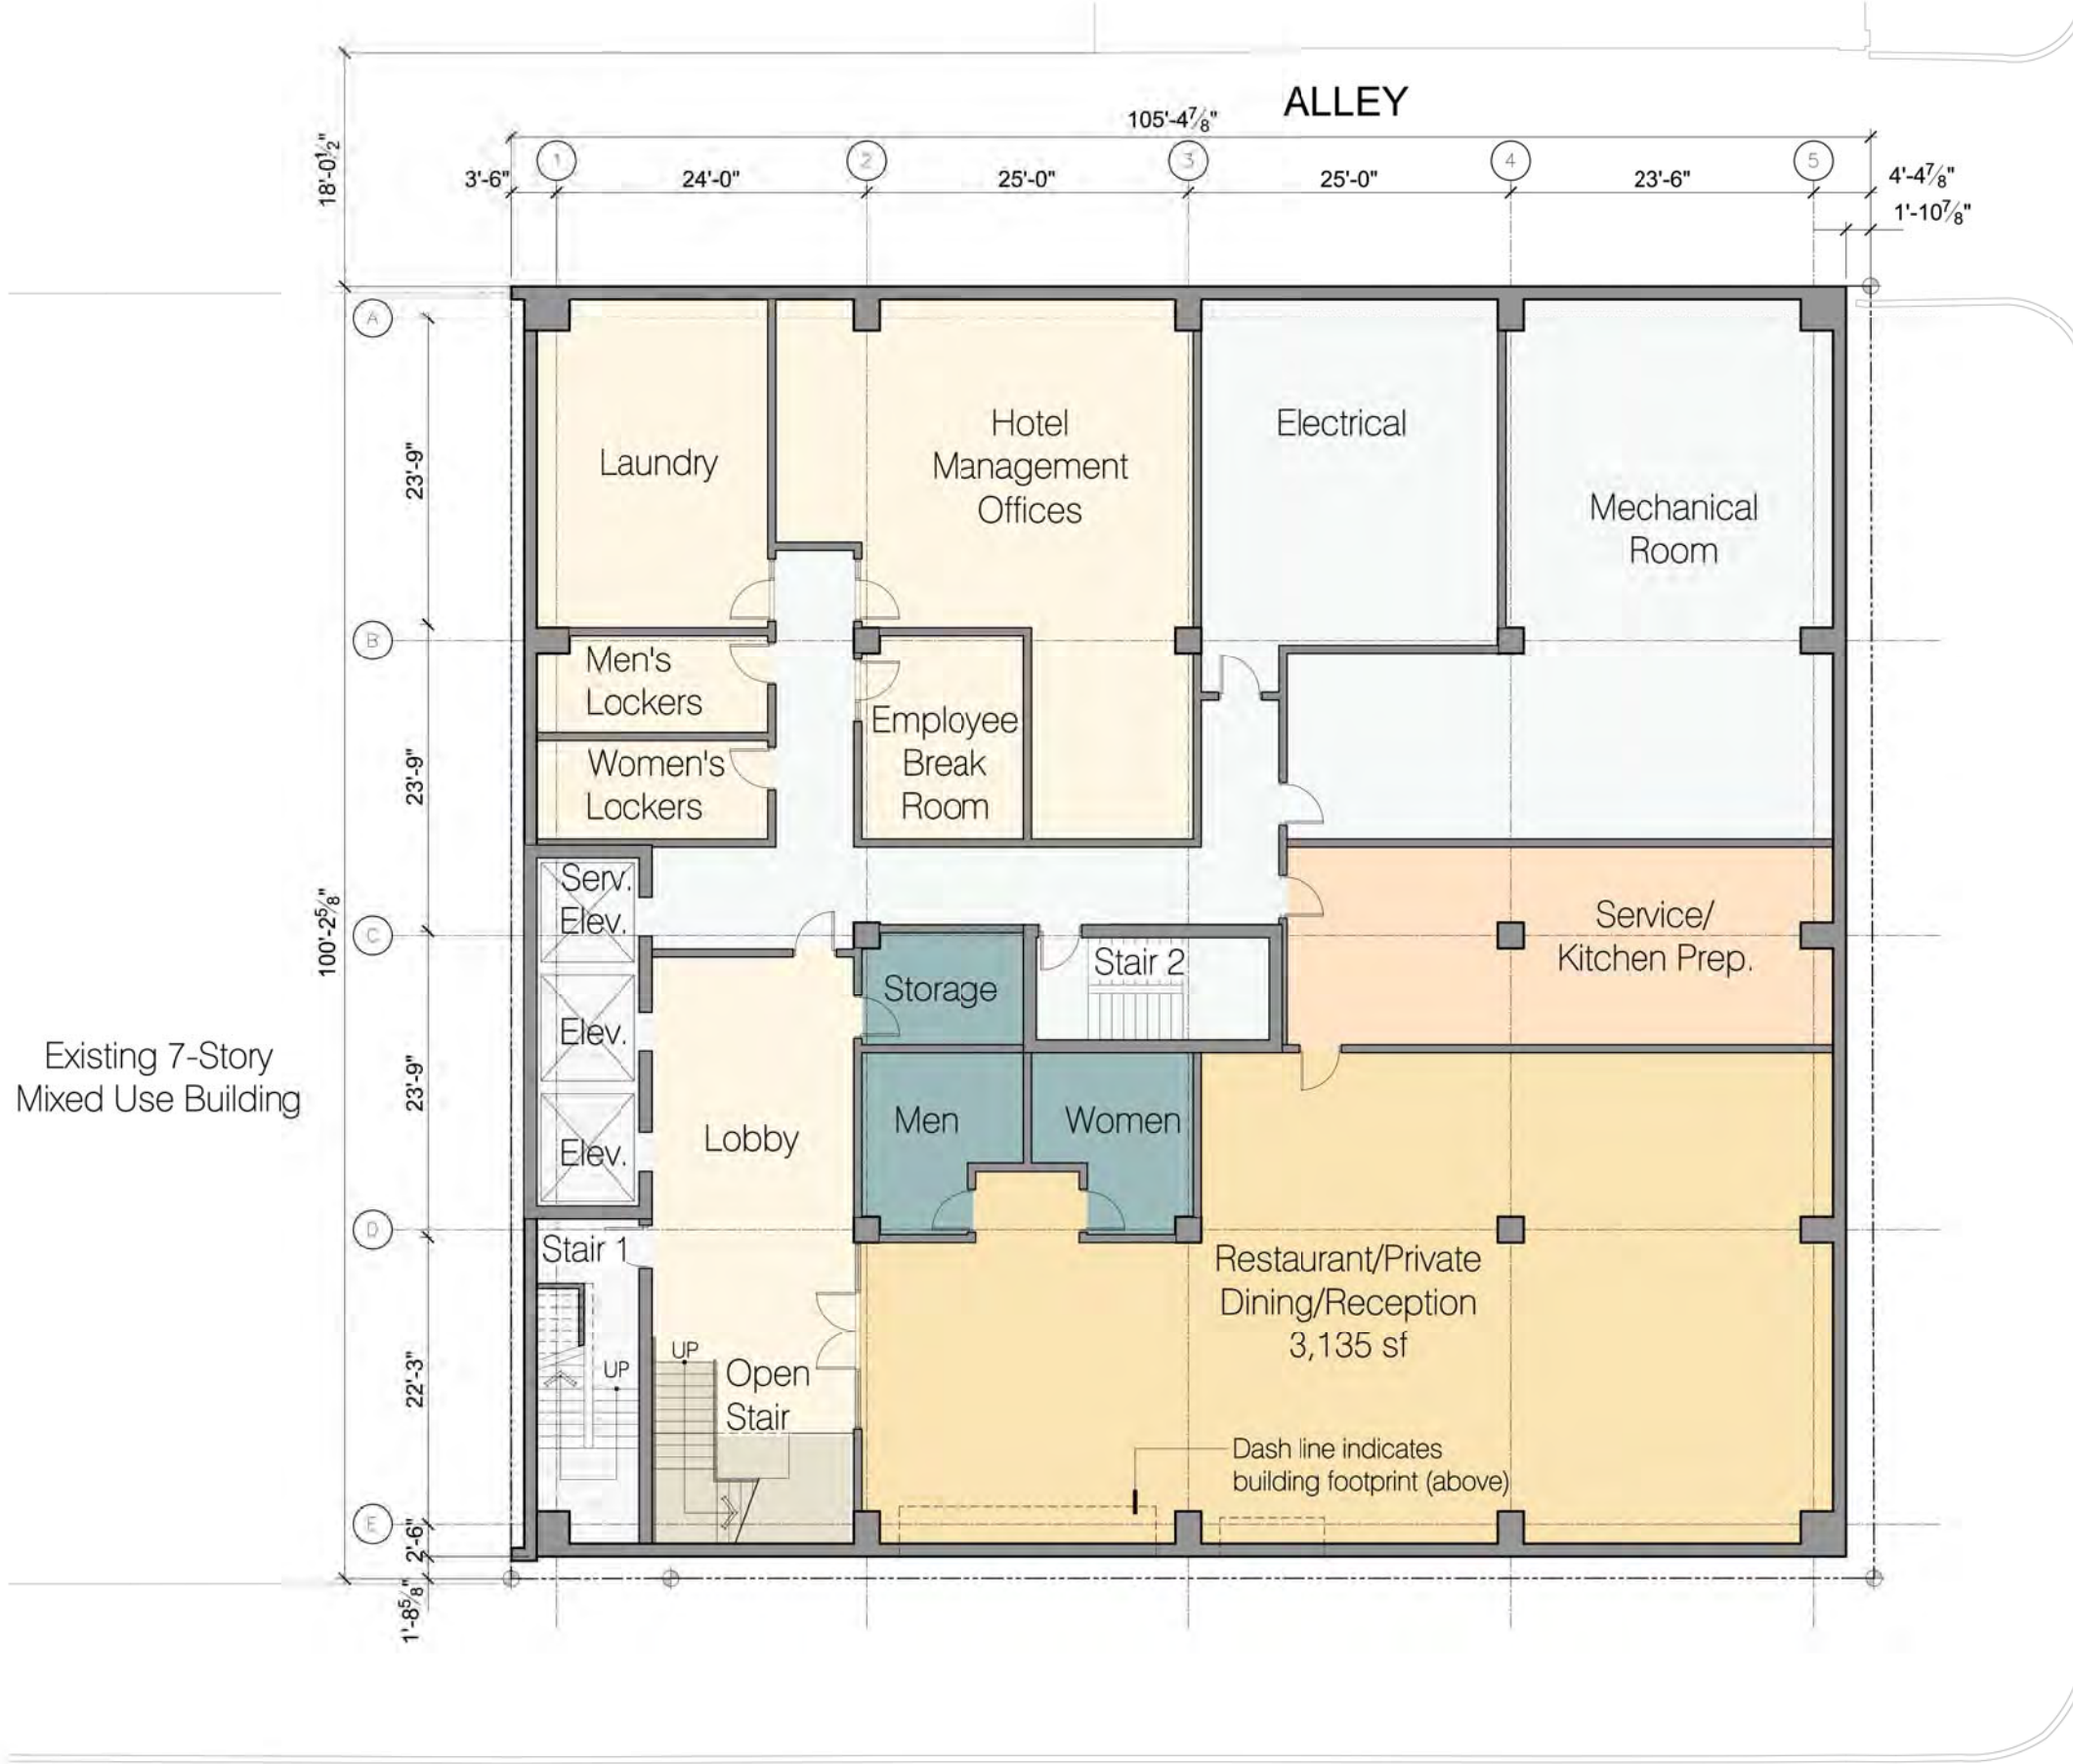 ALLEY
105'-4⅞"
1
2
3
4
5
18'-0½"
3'-6"
24'-0"
25'-0"
25'-0"
23'-6"
4'-4⅞"
1'-10⅞"
A
23'-9"
Laundry
Hotel
Management
Offices
Electrical
Mechanical
Room
B
Men's
Lockers
Women's
Lockers
Employee
Break
Room
23'-9"
100'-2⅝"
C
Serv.
Elev.
Elev.
Elev.
Storage
Stair 2
Service/
Kitchen Prep.
Existing 7-Story
Mixed Use Building
23'-9"
Lobby
Men
Women
D
Stair 1
Restaurant/Private
Dining/Reception
3,135 sf
22'-3"
UP
UP
Open
Stair
Dash line indicates
building footprint (above)
E
2'-6"
1'-8⅝"